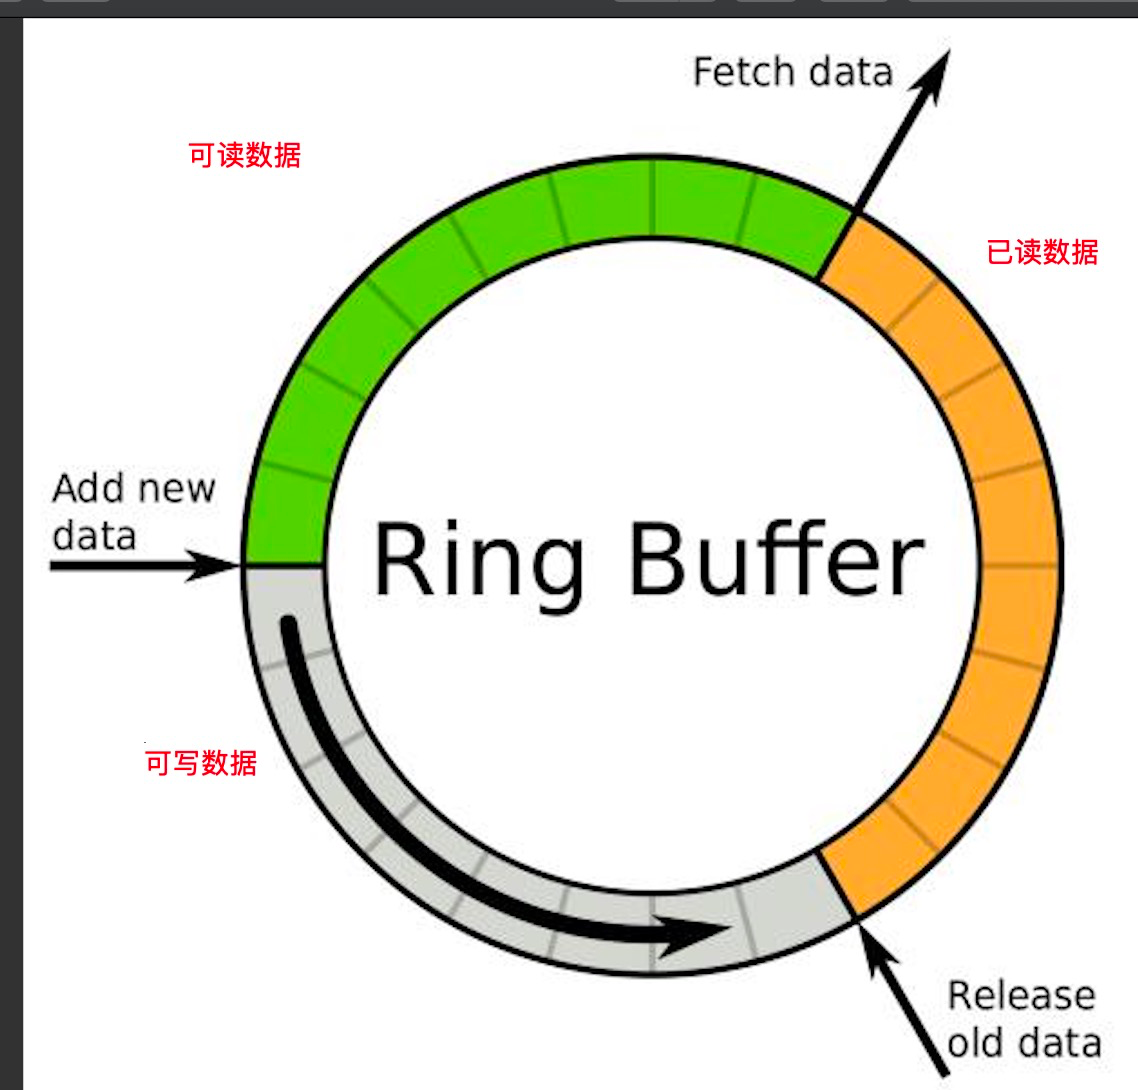 Fetch data
可读数据
已读数据
Add new
data
Ring Buffer
可写数据
Release
old data